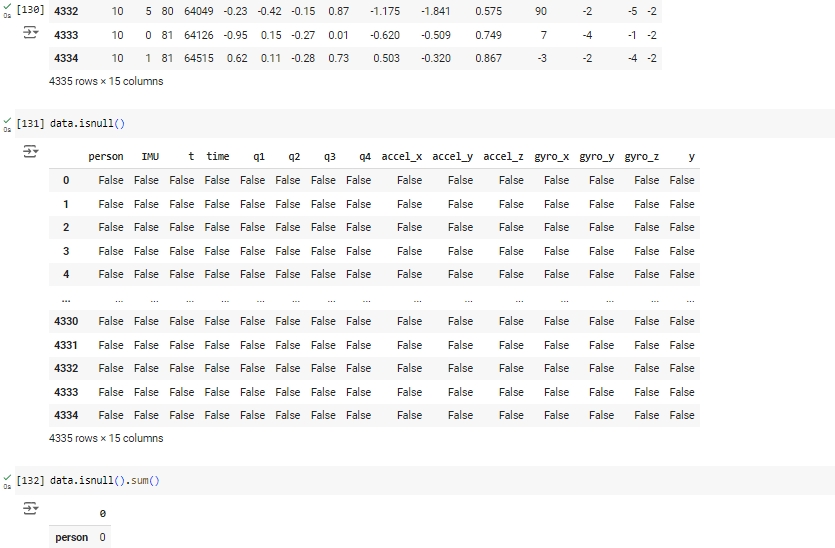 [130] 4332 10 5 80 64049 -0.23 -0.42 -0.15 0.87 -1.175 -1.841 0.575 90 -2 -5 -2
0s
4333 10 0 81 64126 -0.95 0.15 -0.27 0.01 -0.620 -0.509 0.749 7 -4 -1 -2
4334 10 1 81 64515 0.62 0.11 -0.28 0.73 0.503 -0.320 0.867 -3 -2 -4 -2
4335 rows × 15 columns
[131] data.isnull()
0s
person IMU t time q1 q2 q3 q4 accel_x accel_y accel_z gyro_x gyro_y gyro_z y
0 False False False False False False False False False False False False False False False
1 False False False False False False False False False False False False False False False
2 False False False False False False False False False False False False False False False
3 False False False False False False False False False False False False False False False
4 False False False False False False False False False False False False False False False
... ... ... ... ... ... ... ... ... ... ... ... ... ... ... ...
4330 False False False False False False False False False False False False False False False
4331 False False False False False False False False False False False False False False False
4332 False False False False False False False False False False False False False False False
4333 False False False False False False False False False False False False False False False
4334 False False False False False False False False False False False False False False False
4335 rows × 15 columns
[132] data.isnull().sum()
0s
0
person 0